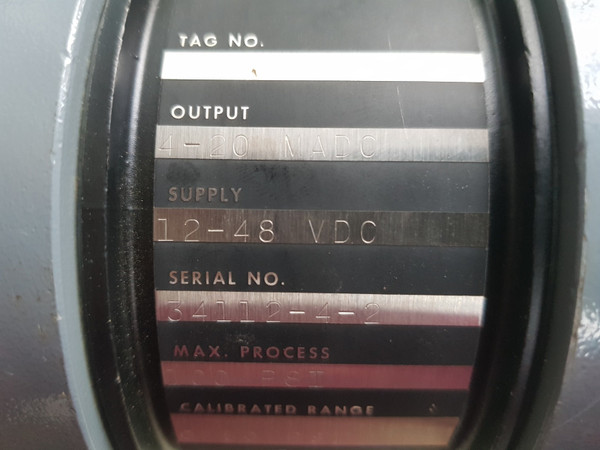 TAG NO.
OUTPUT
4-20 MADC
SUPPLY
12-48 VDC
SERIAL NO.
34112-4-2
MAX. PROCESS
PSI
CALIBRATED RANGE